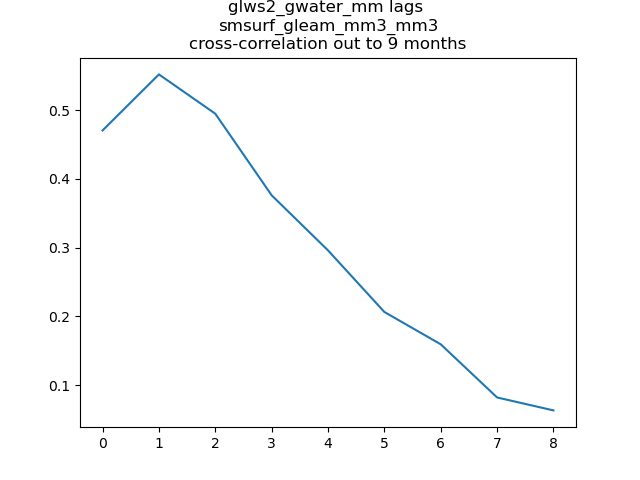 glws2_gwater_mm lags
smsurf_gleam_mm3_mm3
cross-correlation out to 9 months
0.5
0.4
0.3
0.2
0.1
0 1 2 3 4 5 6 7 8